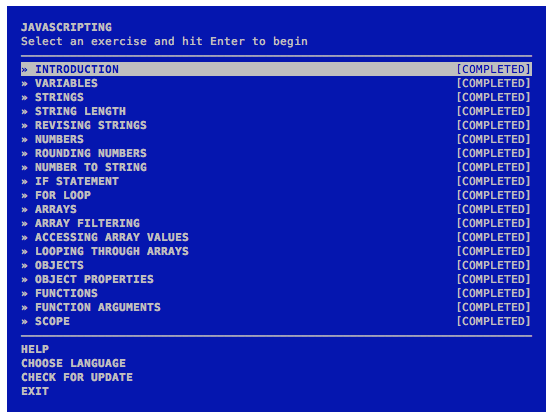 JAVASCRIPTING
Select an exercise and hit Enter to begin
» INTRODUCTION [COMPLETED]
» VARIABLES [COMPLETED]
» STRINGS [COMPLETED]
» STRING LENGTH [COMPLETED]
» REVISING STRINGS [COMPLETED]
» NUMBERS [COMPLETED]
» ROUNDING NUMBERS [COMPLETED]
» NUMBER TO STRING [COMPLETED]
» IF STATEMENT [COMPLETED]
» FOR LOOP [COMPLETED]
» ARRAYS [COMPLETED]
» ARRAY FILTERING [COMPLETED]
» ACCESSING ARRAY VALUES [COMPLETED]
» LOOPING THROUGH ARRAYS [COMPLETED]
» OBJECTS [COMPLETED]
» OBJECT PROPERTIES [COMPLETED]
» FUNCTIONS [COMPLETED]
» FUNCTION ARGUMENTS [COMPLETED]
» SCOPE [COMPLETED]
HELP
CHOOSE LANGUAGE
CHECK FOR UPDATE
EXIT